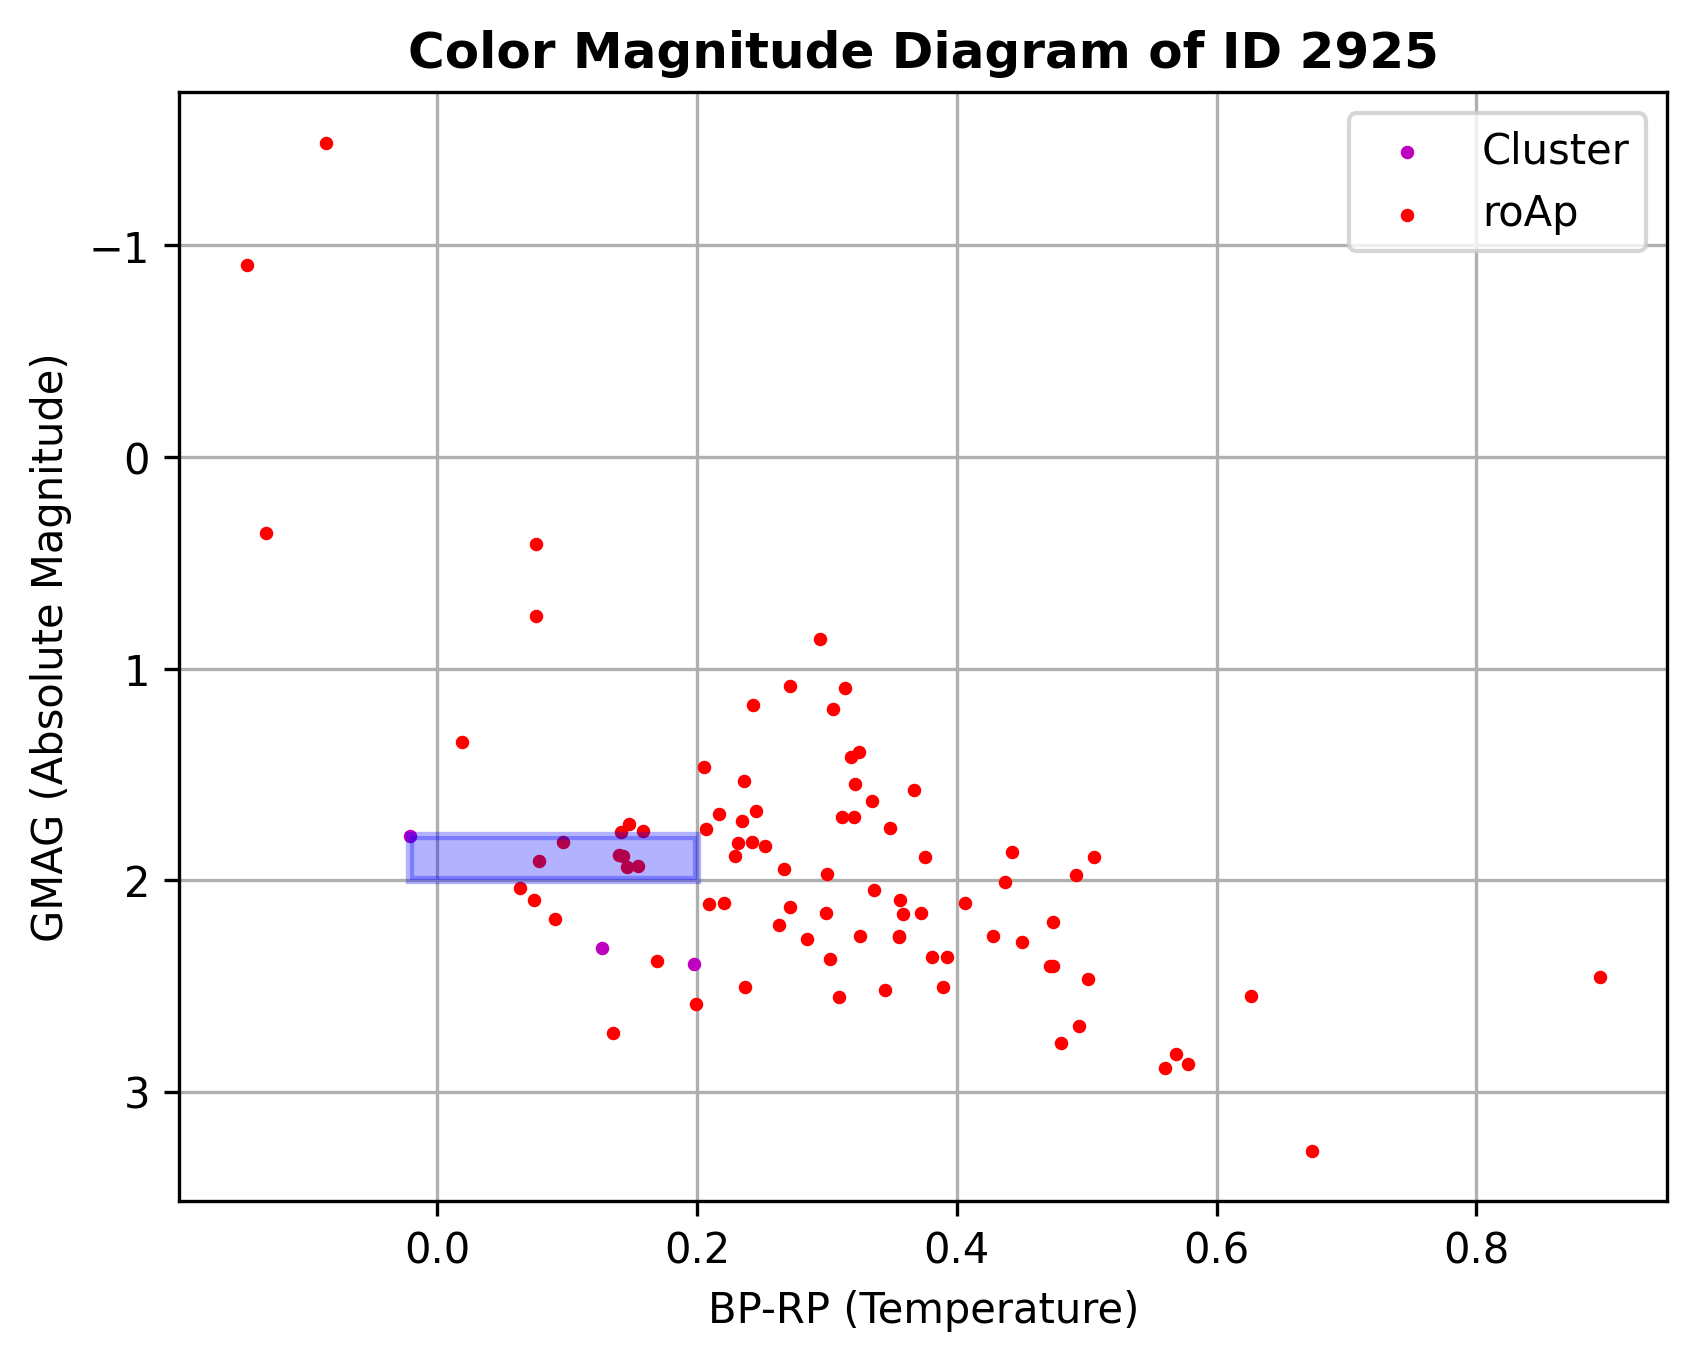 Color Magnitude Diagram of ID 2925
Cluster
roAp
−1
0
1
2
3
GMAG (Absolute Magnitude)
0.0 0.2 0.4 0.6 0.8
BP-RP (Temperature)